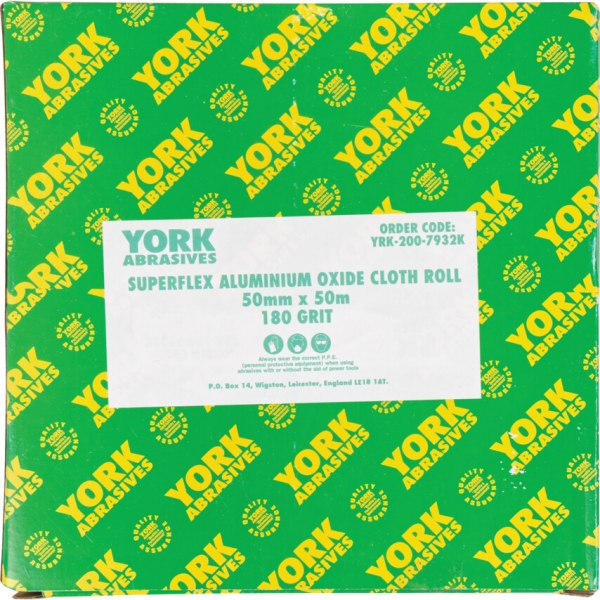 YORK
ABRASIVES
ORDER CODE:
YRK-200-7932K
SUPERFLEX ALUMINIUM OXIDE CLOTH ROLL
50mm x 50m
180 GRIT
Always wear the correct P.P.E.
(personal protective equipment) when using
abrasives with or without the aid of power tools
P.O. Box 14, Wigston, Leicester, England LE18 1AT.
YORK
ABRASIVES
QUALITY
YORK